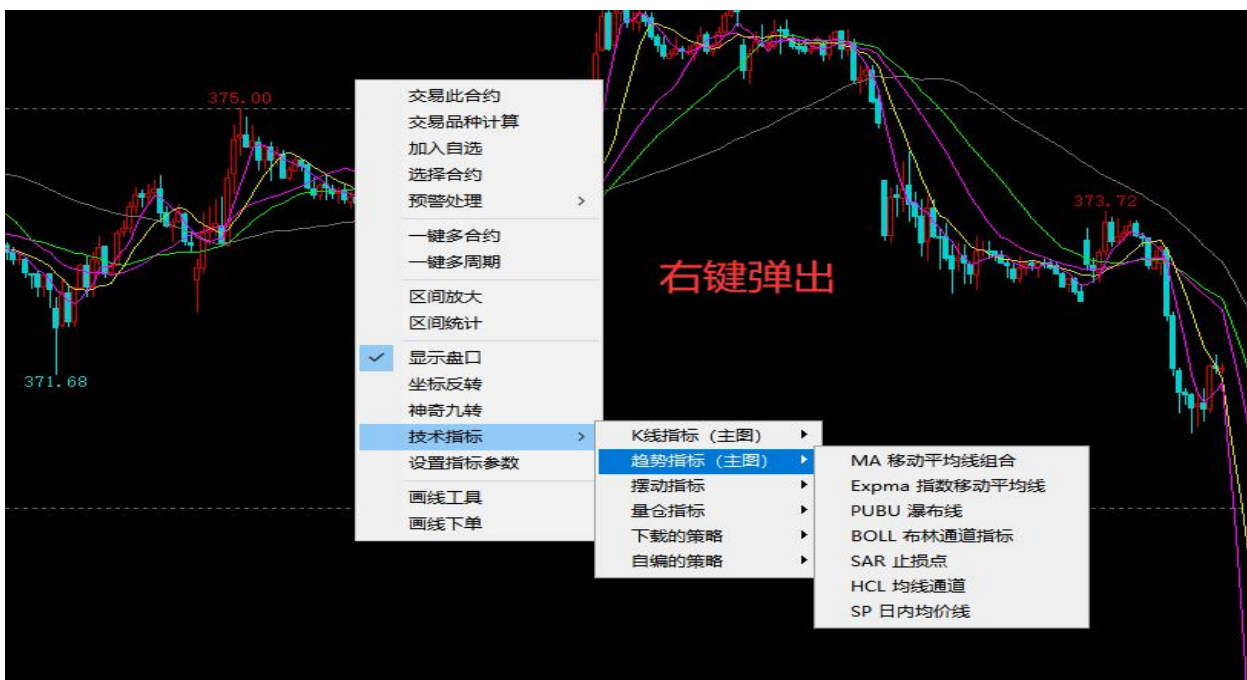 375.00
371.68
373.72
右键弹出
交易此合约
交易品种计算
加入自选
选择合约
预警处理
一键多合约
一键多周期
区间放大
区间统计
显示盘口
坐标反转
神奇九转
技术指标
设置指标参数
画线工具
画线下单
K线指标（主图）
趋势指标（主图）
摆动指标
量仓指标
下载的策略
自编的策略
MA 移动平均线组合
Expma 指数移动平均线
PUBU 瀑布线
BOLL 布林通道指标
SAR 止损点
HCL 均线通道
SP 日内均价线